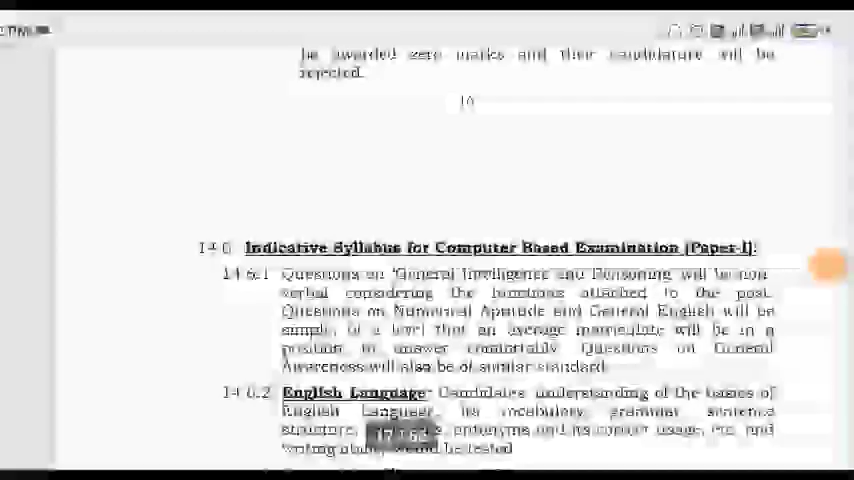 be awarded zero marks and their candidature will be
rejected.
16
14.6 Indicative Syllabus for Computer Based Examination (Paper-I):
14.6.1 Questions on 'General Intelligence and Reasoning will be non-
verbal considering the functions attached to the post.
Questions on Numerical Aptitude and General English will be
simple, of a level that an average matriculate will be in a
position to answer comfortably. Questions on General
Awareness will also be of similar standard.
14.6.2 English Language: Candidates' understanding of the basics of
English Language, its vocabulary, grammar, sentence
structure, antonyms and its correct usage, etc. and
writing ability would be tested